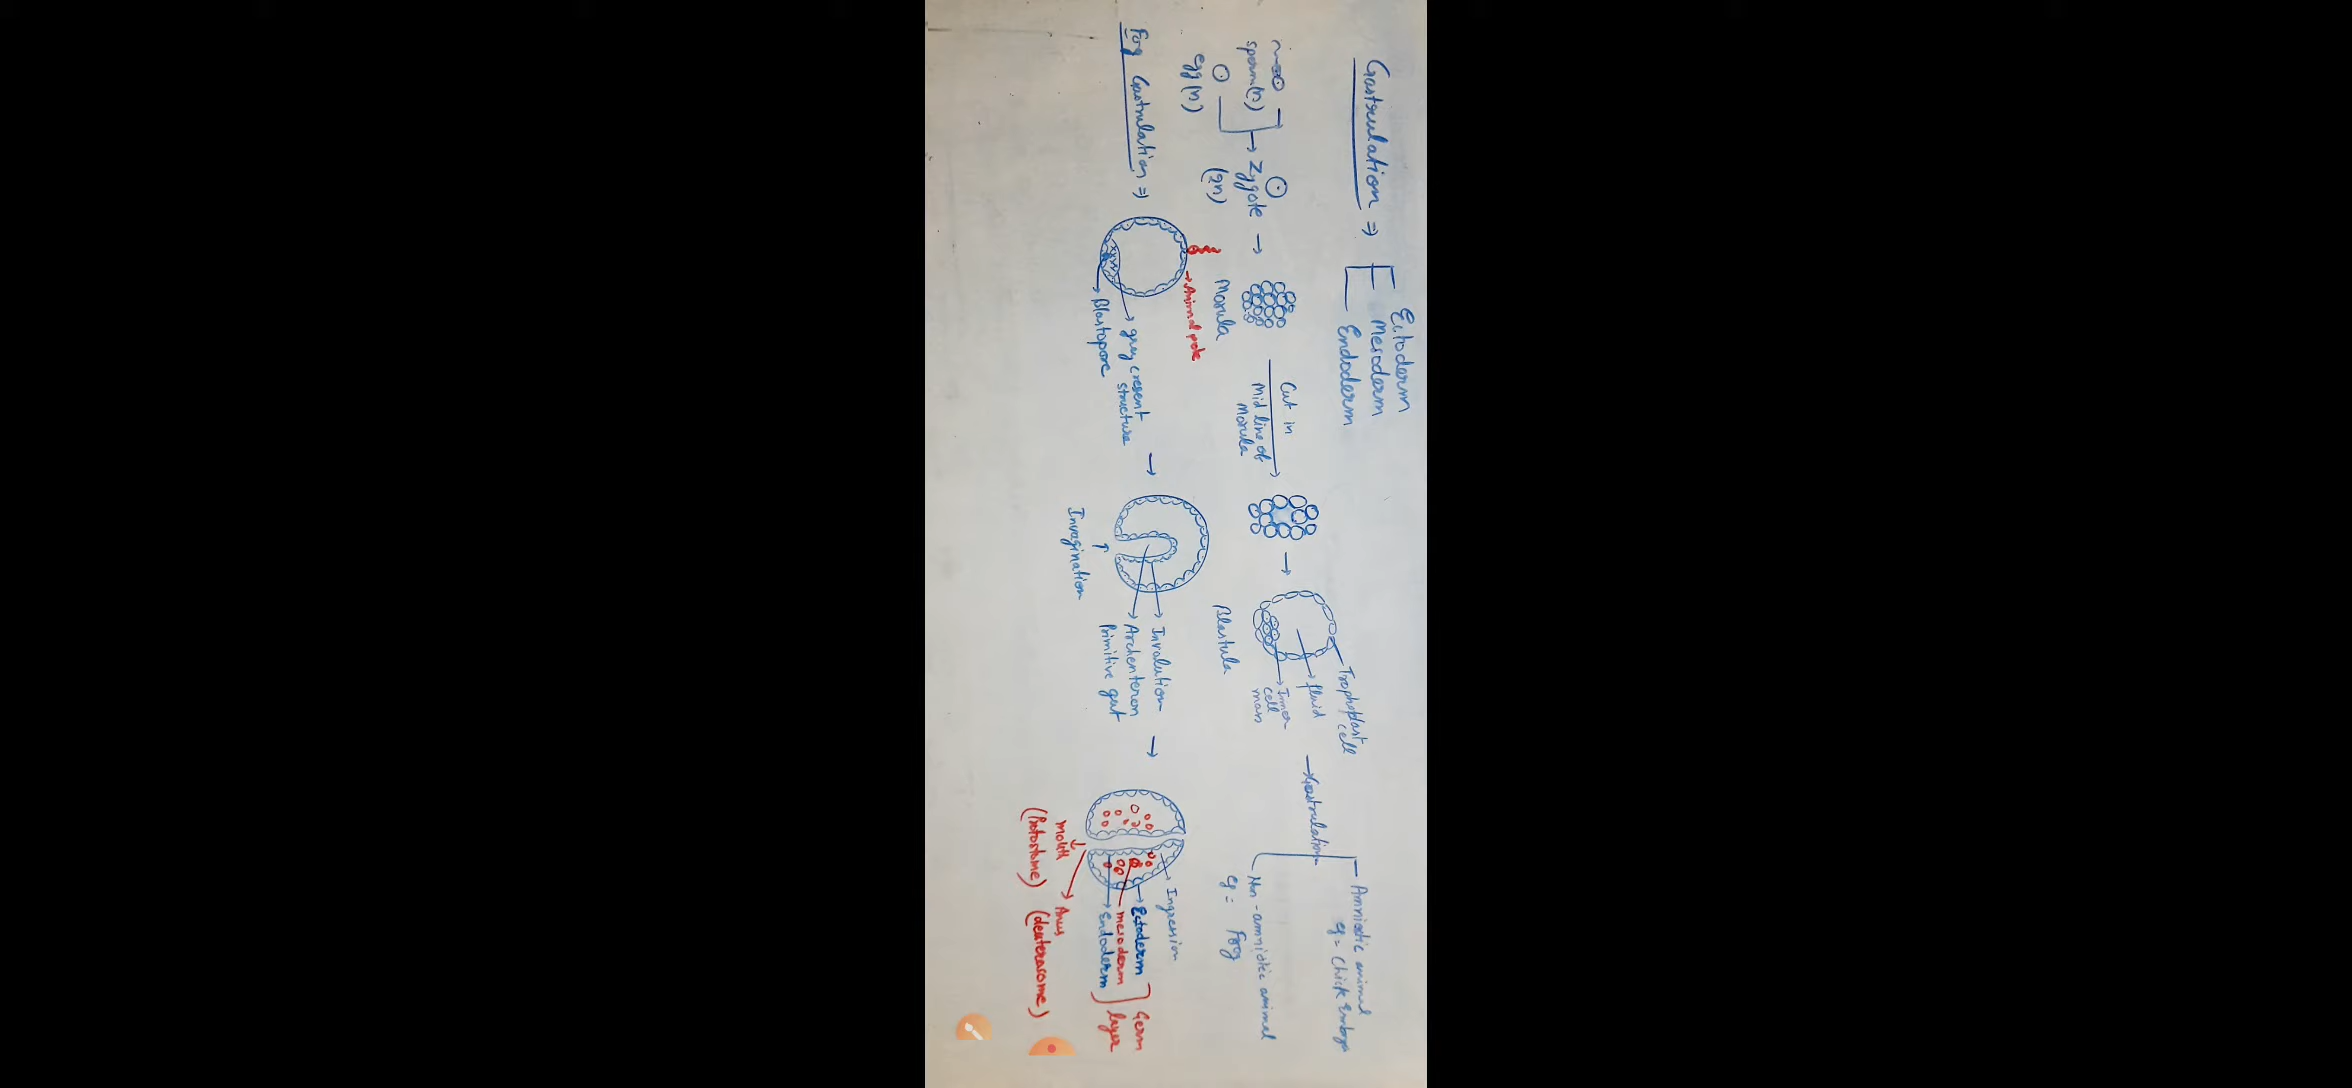 Gastrulation ⇒
Ectoderm
Mesoderm
Endoderm
sperm(n)
egg(n)
→ Zygote →
(2n)
Morula
Cut in
Mid line of
Morula
Blastula
Trophoplast
cell
fluid
Inner
cell
mass
→Gastrulation
Amniotic animal
eg = Chick Embryo
Non-amniotic animal
eg = Frog
Frog Gastrulation ⇒
→ Animal pole
→ grey cresent
structure
→ Blastopore
Invagination
→ Involution
→ Archenteron
Primitive gut
Ingression
→ Ectoderm
mesoderm
→ Endoderm
Germ
layer
mouth
(Protostome)
Anus
(deuterosome)